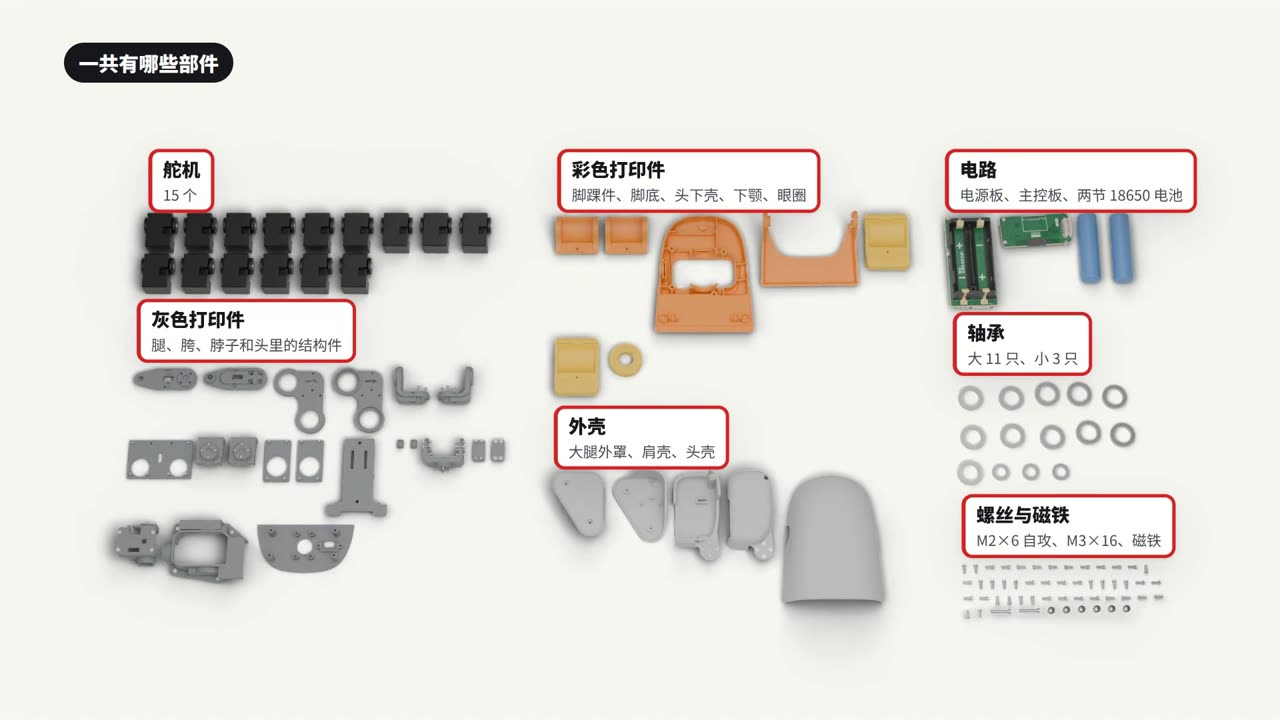 一共有哪些部件
舵机
15 个
灰色打印件
腿、胯、脖子和头里的结构件
彩色打印件
脚踝件、脚底、头下壳、下颚、眼圈
外壳
大腿外罩、肩壳、头壳
电路
电源板、主控板、两节 18650 电池
轴承
大 11 只、小 3 只
螺丝与磁铁
M2×6 自攻、M3×16、磁铁